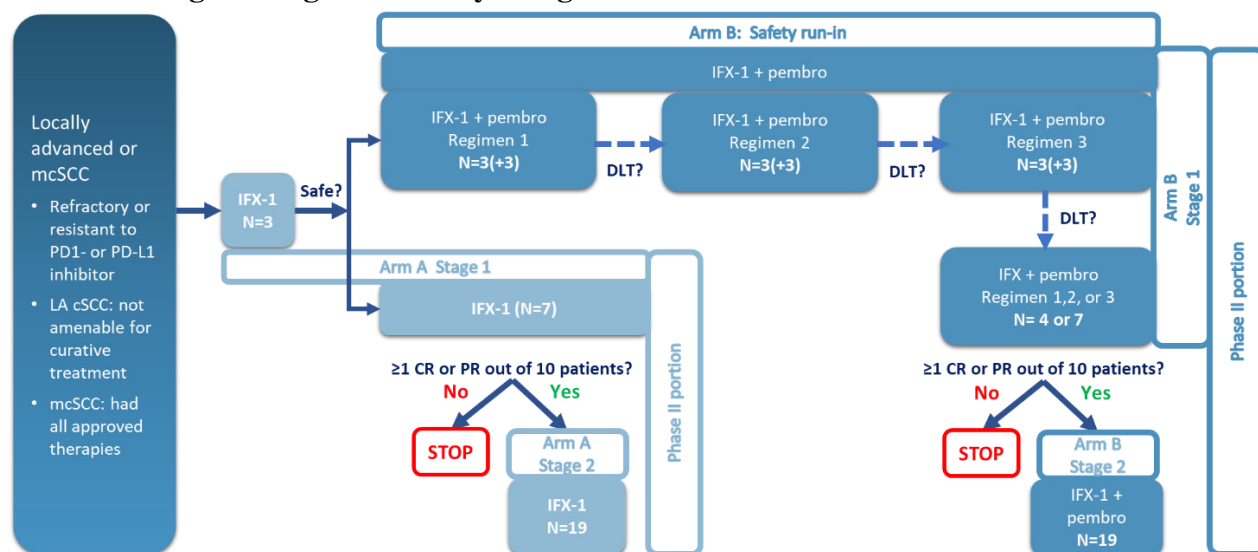 Arm B: Safety run-in
IFX-1 + pembro
Locally
advanced or
mcSCC
• Refractory or
resistant to
PD1- or PD-L1
inhibitor
• LA cSCC: not
amenable for
curative
treatment
• mcSCC: had
all approved
therapies
IFX-1
N=3
Safe?
IFX-1 + pembro
Regimen 1
N=3(+3)
DLT?
IFX-1 + pembro
Regimen 2
N=3(+3)
DLT?
IFX-1 + pembro
Regimen 3
N=3(+3)
DLT?
IFX + pembro
Regimen 1,2, or 3
N= 4 or 7
Arm B
Stage 1
Phase II portion
Arm A Stage 1
IFX-1 (N=7)
Phase II portion
≥1 CR or PR out of 10 patients?
No
Yes
STOP
Arm A
Stage 2
IFX-1
N=19
≥1 CR or PR out of 10 patients?
No
Yes
STOP
Arm B
Stage 2
IFX-1 +
pembro
N=19